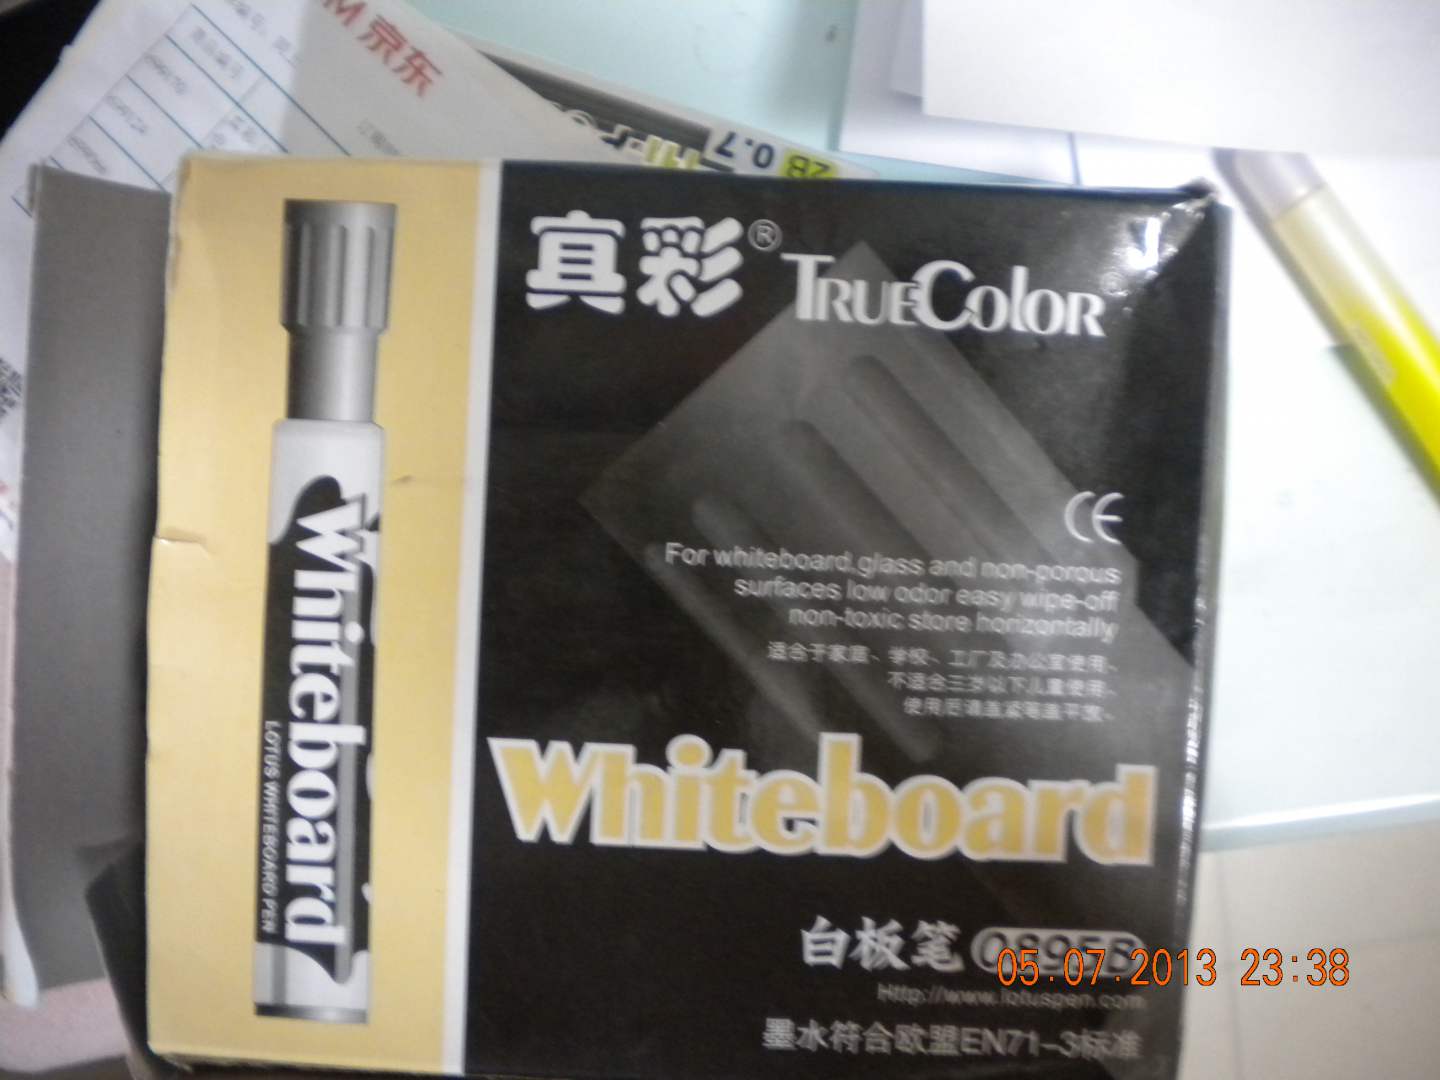 京东
商品编号
2B 0.7
真彩® TRUECOLOR®
CE
For whiteboard,glass and non-porous
surfaces low odor easy wipe-off
non-toxic store horizontally
适合于家庭、学校、工厂及办公室使用、
不适合三岁以下儿童使用、
使用后请盖紧笔盖平放、
Whiteboard
白板笔
Http://www.lotuspen.com
墨水符合欧盟EN71-3标准
Whiteboard
LOTUS WHITEBOARD PEN
05.07.2013 23:38